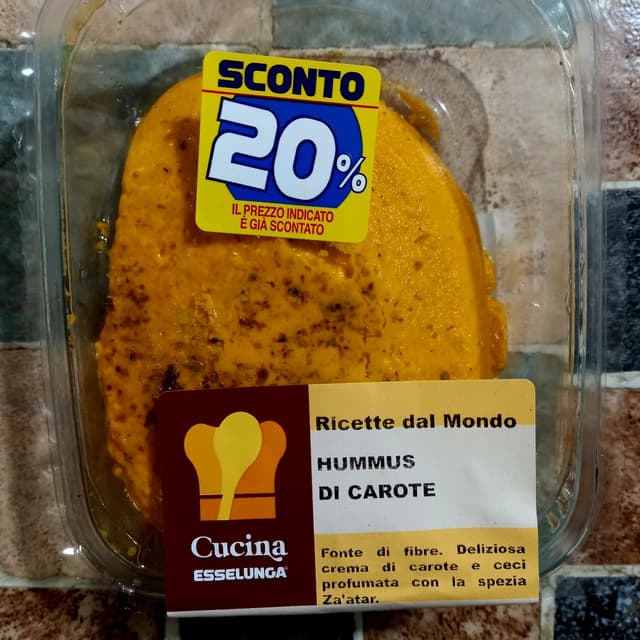 SCONTO
20%
IL PREZZO INDICATO
È GIÀ SCONTATO
Ricette dal Mondo
HUMMUS
DI CAROTE
Cucina
ESSELUNGA
Fonte di fibre. Deliziosa
crema di carote e ceci
profumata con la spezia
Za'atar.